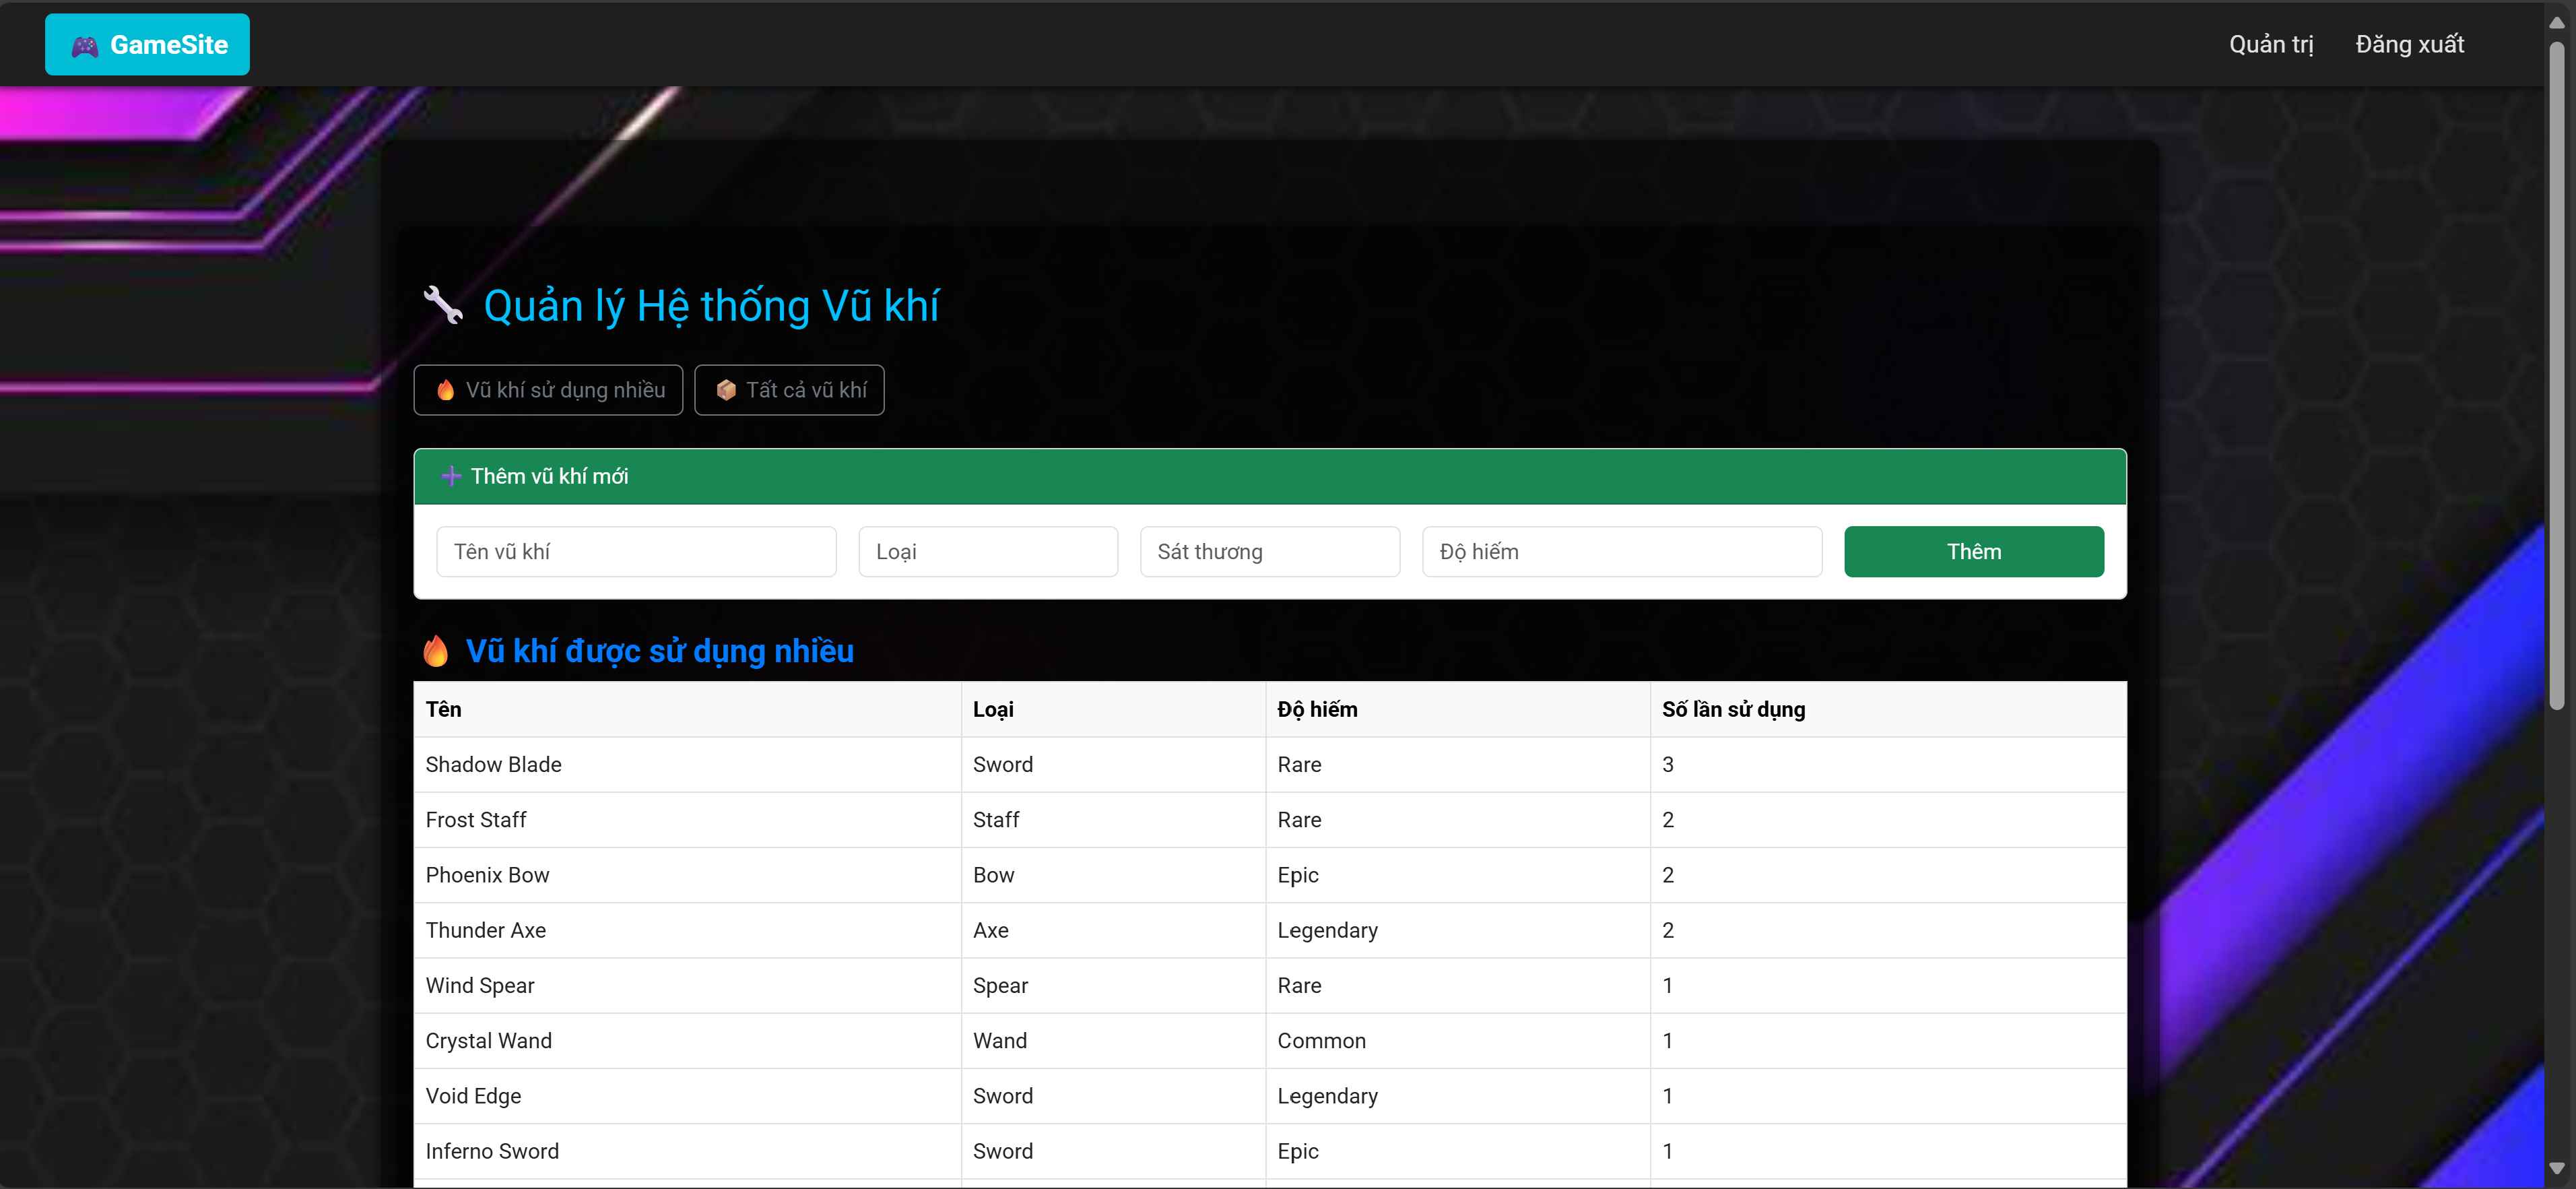 GameSite
Quản trị Đăng xuất
Quản lý Hệ thống Vũ khí
Vũ khí sử dụng nhiều Tất cả vũ khí
Thêm vũ khí mới
Tên vũ khí Loại Sát thương Độ hiếm Thêm
Vũ khí được sử dụng nhiều
Tên Loại Độ hiếm Số lần sử dụng
Shadow Blade Sword Rare 3
Frost Staff Staff Rare 2
Phoenix Bow Bow Epic 2
Thunder Axe Axe Legendary 2
Wind Spear Spear Rare 1
Crystal Wand Wand Common 1
Void Edge Sword Legendary 1
Inferno Sword Sword Epic 1